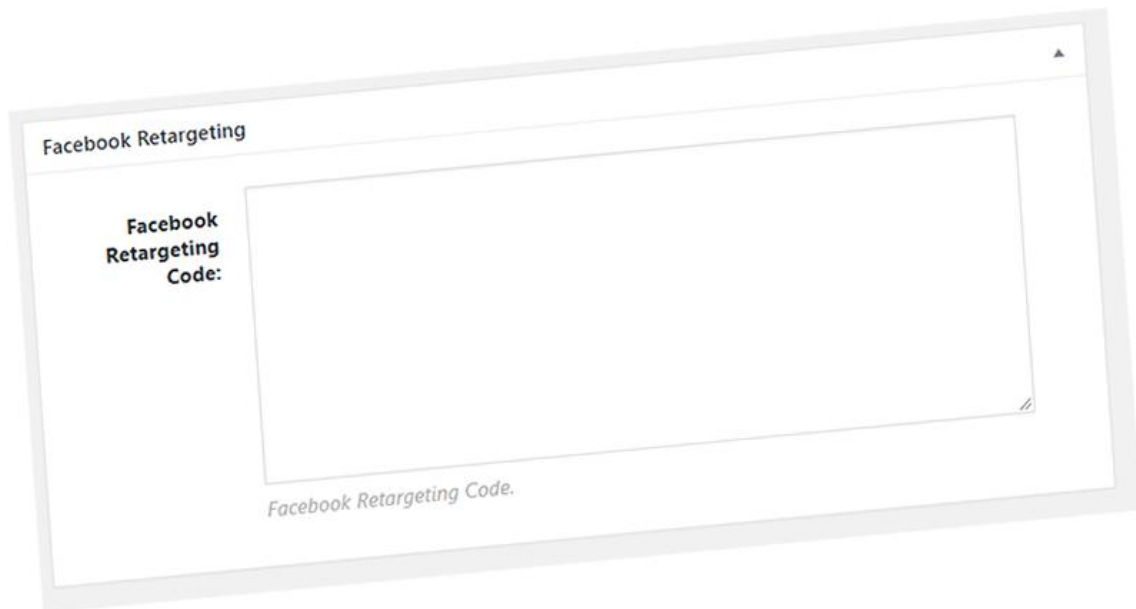 Facebook Retargeting
Facebook
Retargeting
Code:
Facebook Retargeting Code.